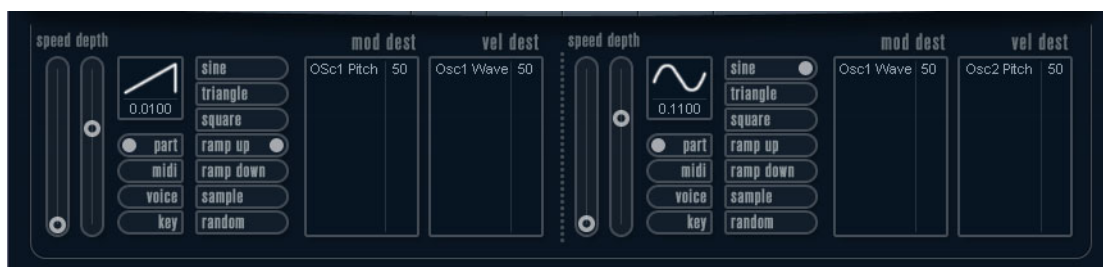 speed depth
mod dest
vel dest
0.0100
part
midi
voice
key
sine
triangle
square
ramp up
ramp down
sample
random
OSc1 Pitch 50
Osc1 Wave 50
speed depth
mod dest
vel dest
0.1100
part
midi
voice
key
sine
triangle
square
ramp up
ramp down
sample
random
Osc1 Wave 50
Osc2 Pitch 50